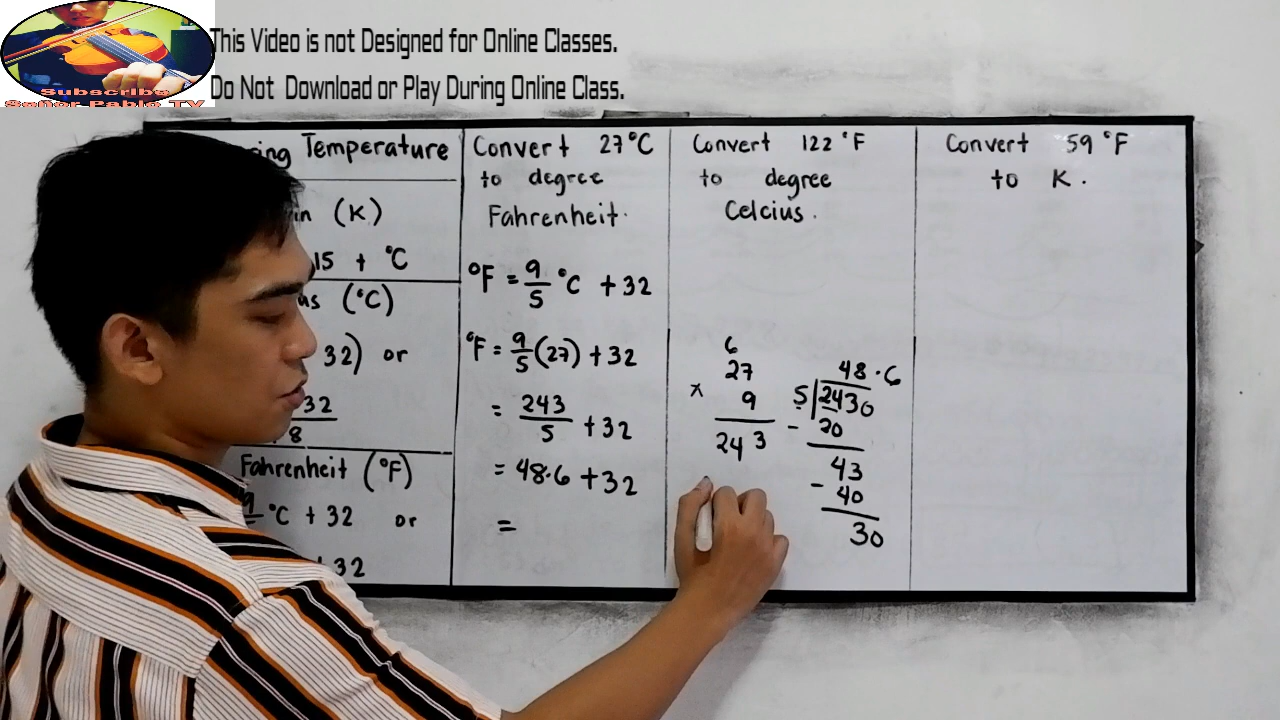 This Video is not Designed for Online Classes.
Do Not Download or Play During Online Class.
Subscribe
Señor Pablo TV
Temperature
(K)
15 + °C
(°C)
32) or
32
8
Fahrenheit (°F)
9
°C + 32 or
+ 32
Convert 27°C
to degree
Fahrenheit.
°F = 9/5 °C + 32
°F = 9/5 (27) + 32
= 243/5 + 32
= 48.6 + 32
=
Convert 122 °F
to degree
Celcius.
6
27
x 9
243
48.6
5 2430
- 20
43
- 40
30
Convert 59 °F
to K.